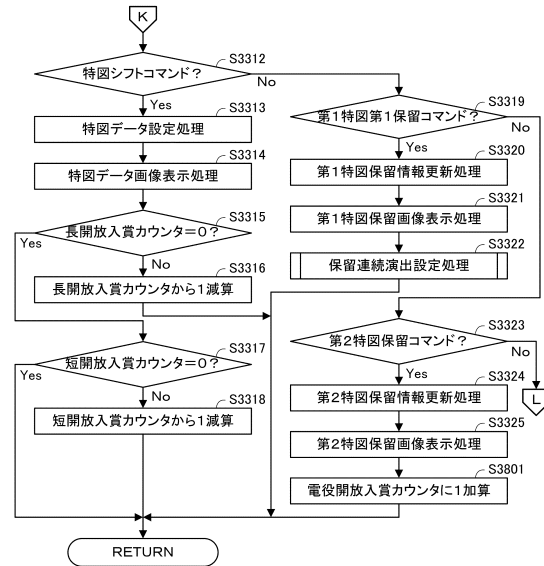 K
S3312
特図シフトコマンド？
No
Yes
S3313
特図データ設定処理
S3314
特図データ画像表示処理
S3315
長開放入賞カウンタ＝０？
Yes
No
S3316
長開放入賞カウンタから１減算
S3317
短開放入賞カウンタ＝０？
Yes
No
S3318
短開放入賞カウンタから１減算
S3319
第１特図第１保留コマンド？
No
Yes
S3320
第１特図保留情報更新処理
S3321
第１特図保留画像表示処理
S3322
保留連続演出設定処理
S3323
第２特図保留コマンド？
No
Yes
L
S3324
第２特図保留情報更新処理
S3325
第２特図保留画像表示処理
S3801
電役開放入賞カウンタに１加算
RETURN